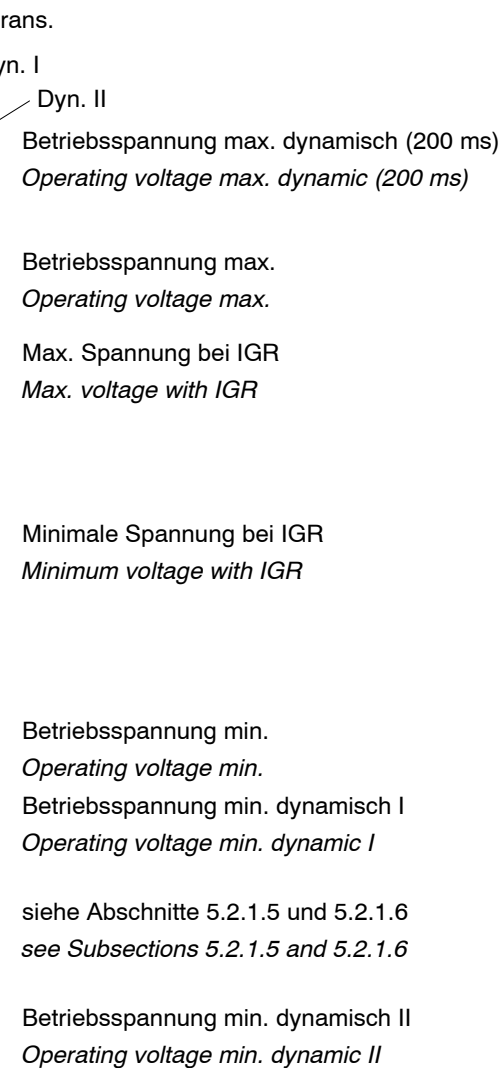 rans.
yn. I
Dyn. II
Betriebsspannung max. dynamisch (200 ms)
Operating voltage max. dynamic (200 ms)
Betriebsspannung max.
Operating voltage max.
Max. Spannung bei IGR
Max. voltage with IGR
Minimale Spannung bei IGR
Minimum voltage with IGR
Betriebsspannung min.
Operating voltage min.
Betriebsspannung min. dynamisch I
Operating voltage min. dynamic I
siehe Abschnitte 5.2.1.5 und 5.2.1.6
see Subsections 5.2.1.5 and 5.2.1.6
Betriebsspannung min. dynamisch II
Operating voltage min. dynamic II